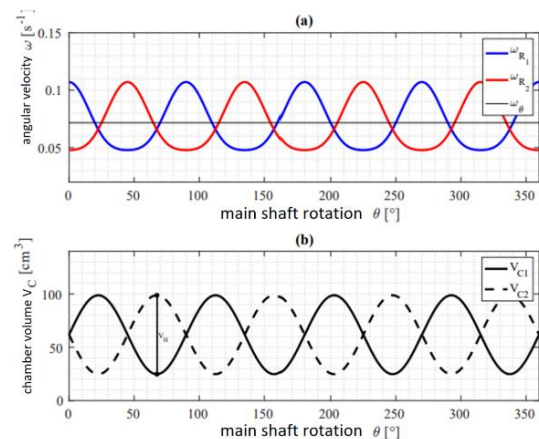 (a)
angular velocity ω [s⁻¹]
0.15
0.1
0.05
ω_R₁
ω_R₂
ω_θ
0 50 100 150 200 250 300 350
main shaft rotation θ [°]
(b)
chamber volume V_C [cm³]
100
50
0
V_C1
V_C2
0 50 100 150 200 250 300 350
main shaft rotation θ [°]